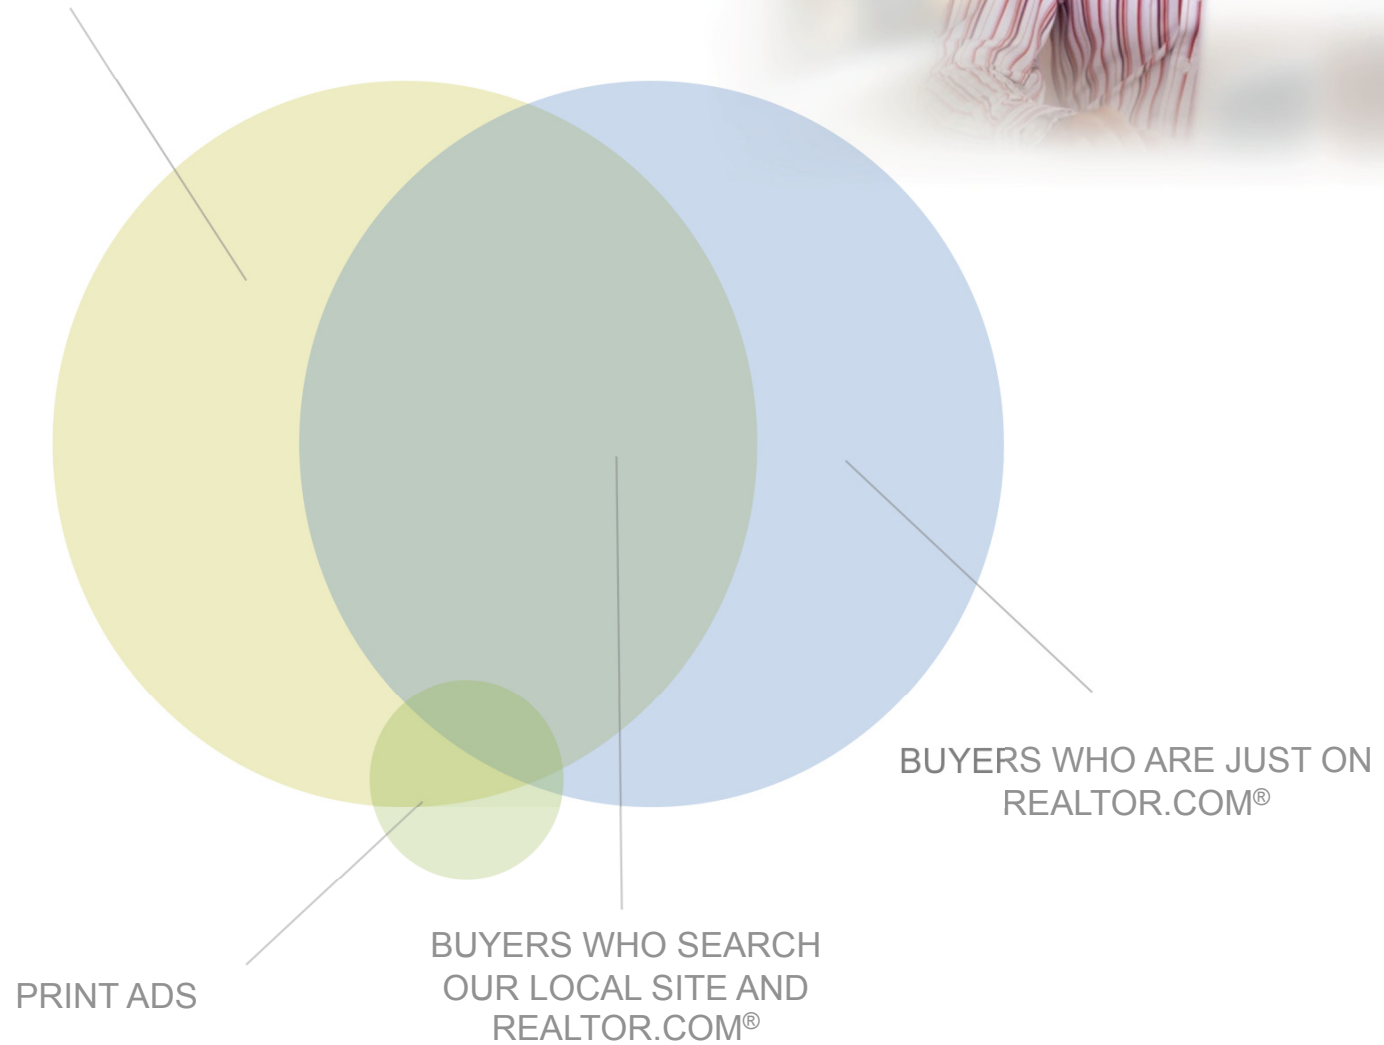 BUYERS WHO ARE JUST ON
REALTOR.COM®
BUYERS WHO SEARCH
OUR LOCAL SITE AND
REALTOR.COM®
PRINT ADS